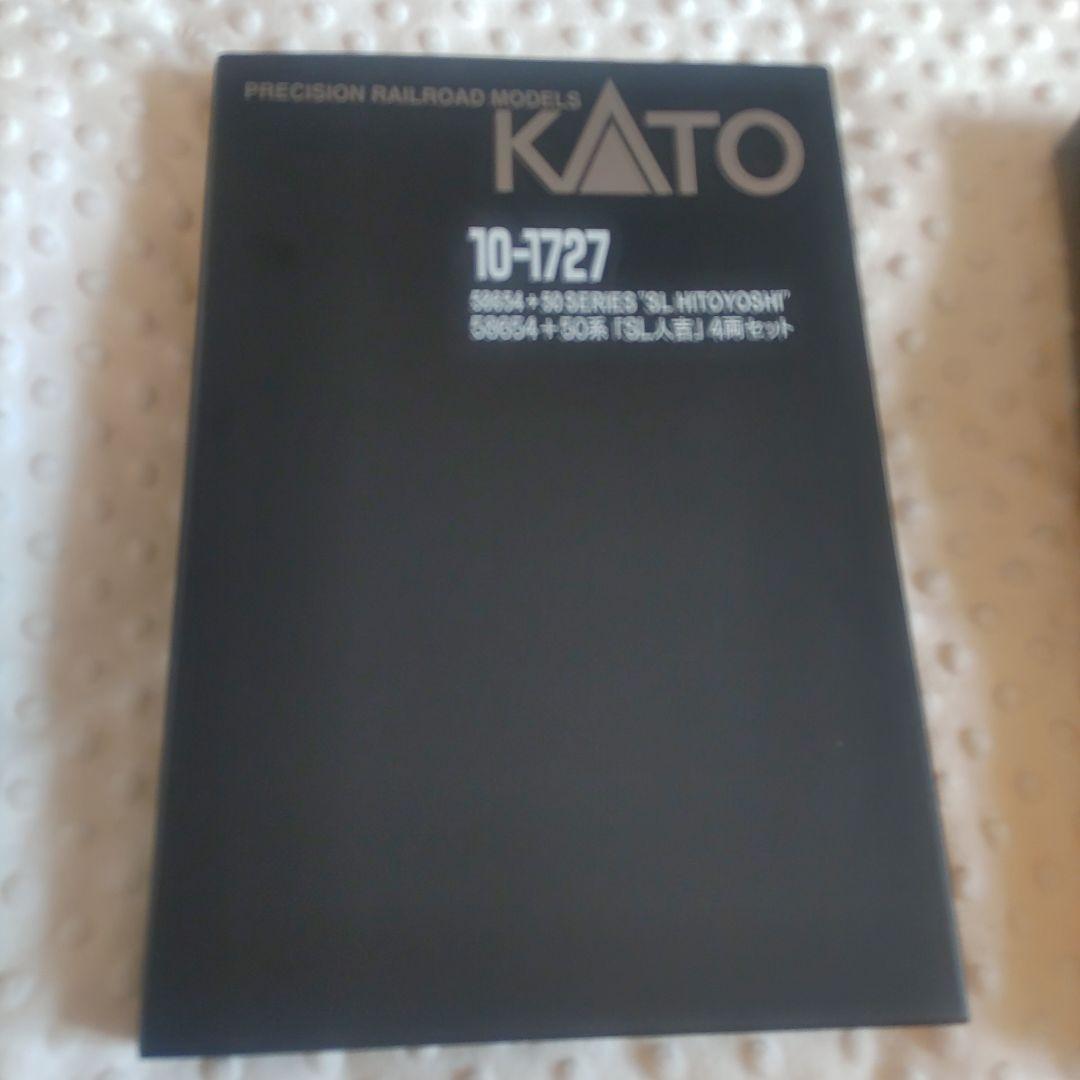 PRECISION RAILROAD MODELS
KATO
10-1727
58654+50 SERIES "SL HITOYOSHI"
58654+50系「SL人吉」4両セット